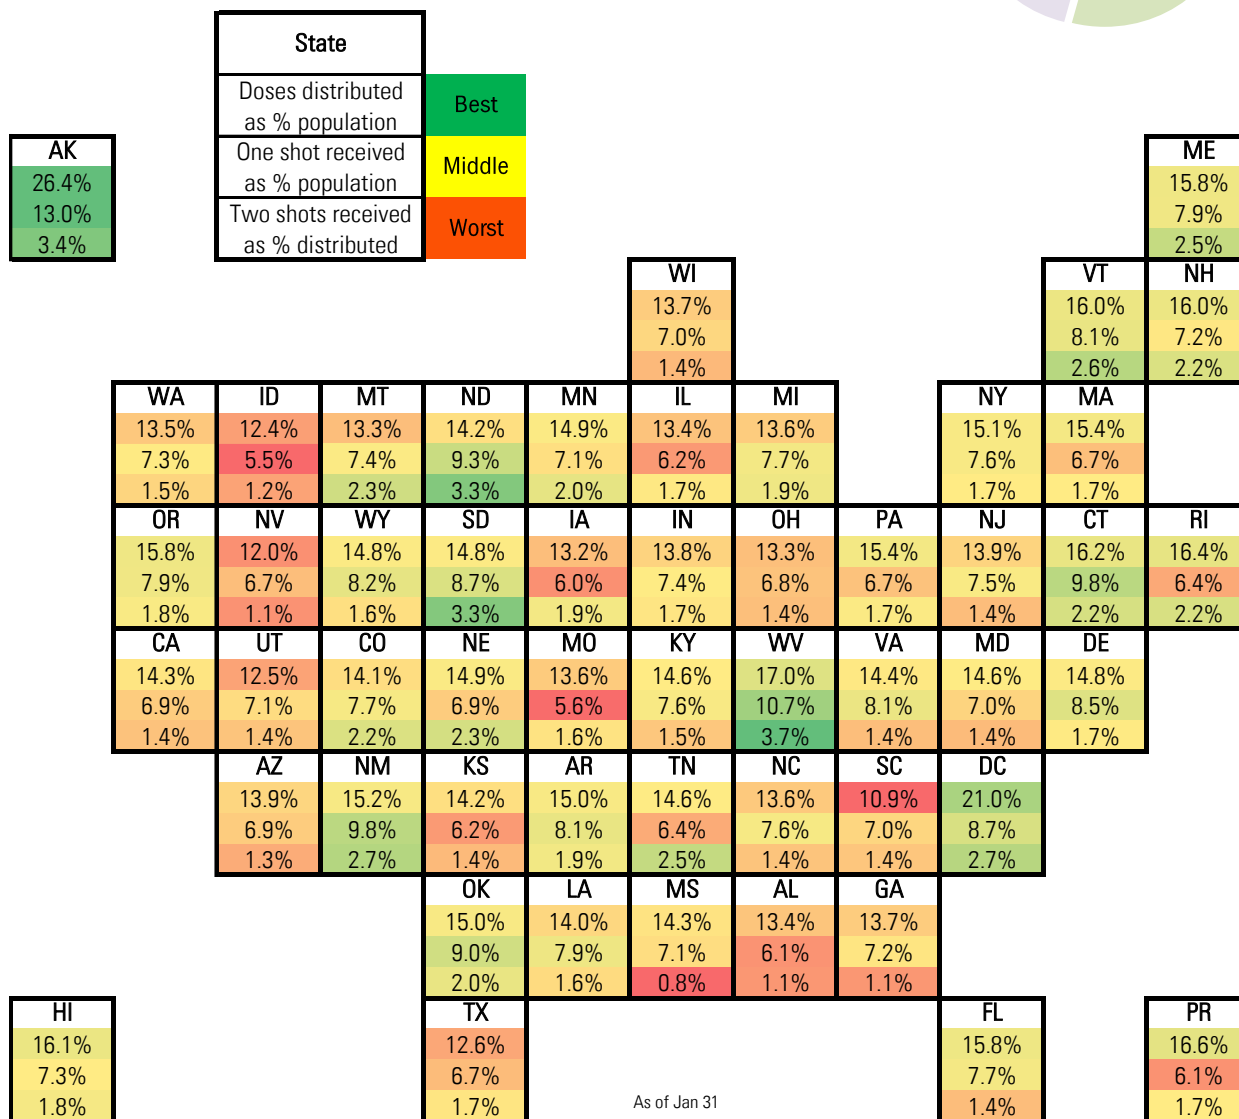 State
Doses distributed
as % population
Best
One shot received
as % population
Middle
Two shots received
as % distributed
Worst
AK
26.4%
13.0%
3.4%
ME
15.8%
7.9%
2.5%
WI
13.7%
7.0%
1.4%
VT NH
16.0% 16.0%
8.1% 7.2%
2.6% 2.2%
WA ID MT ND MN IL MI NY MA
13.5% 12.4% 13.3% 14.2% 14.9% 13.4% 13.6% 15.1% 15.4%
7.3% 5.5% 7.4% 9.3% 7.1% 6.2% 7.7% 7.6% 6.7%
1.5% 1.2% 2.3% 3.3% 2.0% 1.7% 1.9% 1.7% 1.7%
OR NV WY SD IA IN OH PA NJ CT RI
15.8% 12.0% 14.8% 14.8% 13.2% 13.8% 13.3% 15.4% 13.9% 16.2% 16.4%
7.9% 6.7% 8.2% 8.7% 6.0% 7.4% 6.8% 6.7% 7.5% 9.8% 6.4%
1.8% 1.1% 1.6% 3.3% 1.9% 1.7% 1.4% 1.7% 1.4% 2.2% 2.2%
CA UT CO NE MO KY WV VA MD DE
14.3% 12.5% 14.1% 14.9% 13.6% 14.6% 17.0% 14.4% 14.6% 14.8%
6.9% 7.1% 7.7% 6.9% 5.6% 7.6% 10.7% 8.1% 7.0% 8.5%
1.4% 1.4% 2.2% 2.3% 1.6% 1.5% 3.7% 1.4% 1.4% 1.7%
AZ NM KS AR TN NC SC DC
13.9% 15.2% 14.2% 15.0% 14.6% 13.6% 10.9% 21.0%
6.9% 9.8% 6.2% 8.1% 6.4% 7.6% 7.0% 8.7%
1.3% 2.7% 1.4% 1.9% 2.5% 1.4% 1.4% 2.7%
OK LA MS AL GA
15.0% 14.0% 14.3% 13.4% 13.7%
9.0% 7.9% 7.1% 6.1% 7.2%
2.0% 1.6% 0.8% 1.1% 1.1%
HI TX FL PR
16.1% 12.6% 15.8% 16.6%
7.3% 6.7% 7.7% 6.1%
1.8% 1.7% As of Jan 31 1.4% 1.7%